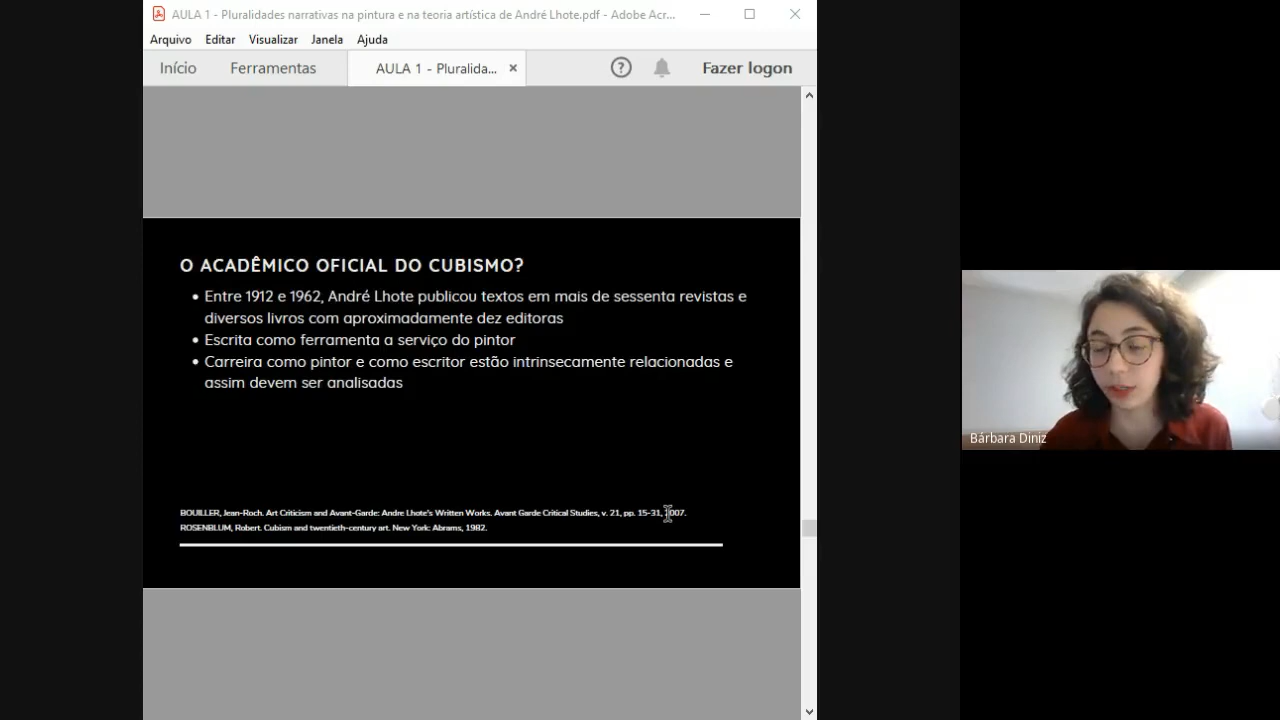 AULA 1 - Pluralidades narrativas na pintura e na teoria artística de André Lhote.pdf - Adobe Acr...
Arquivo Editar Visualizar Janela Ajuda
Início Ferramentas AULA 1 - Pluralida... × ? Fazer logon
O ACADÊMICO OFICIAL DO CUBISMO?
• Entre 1912 e 1962, André Lhote publicou textos em mais de sessenta revistas e
diversos livros com aproximadamente dez editoras
• Escrita como ferramenta a serviço do pintor
• Carreira como pintor e como escritor estão intrinsecamente relacionadas e
assim devem ser analisadas
Bárbara Diniz
BOUILLER, Jean-Roch. Art Criticism and Avant-Garde: Andre Lhote's Written Works. Avant Garde Critical Studies, v. 21, pp. 15-31, 2007.
ROSENBLUM, Robert. Cubism and twentieth-century art. New York: Abrams, 1982.